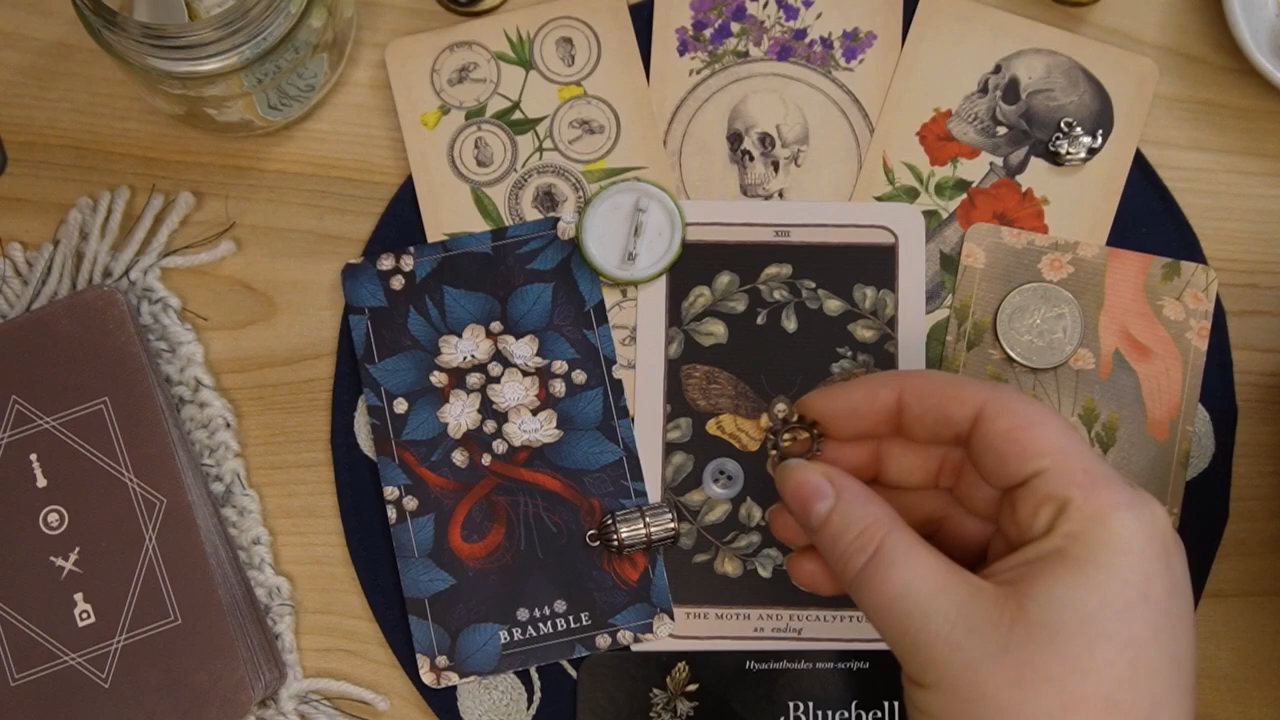 XIII
44
BRAMBLE
THE MOTH AND EUCALYPTUS
an ending
Hyacinthoides non-scripta
Bluebell